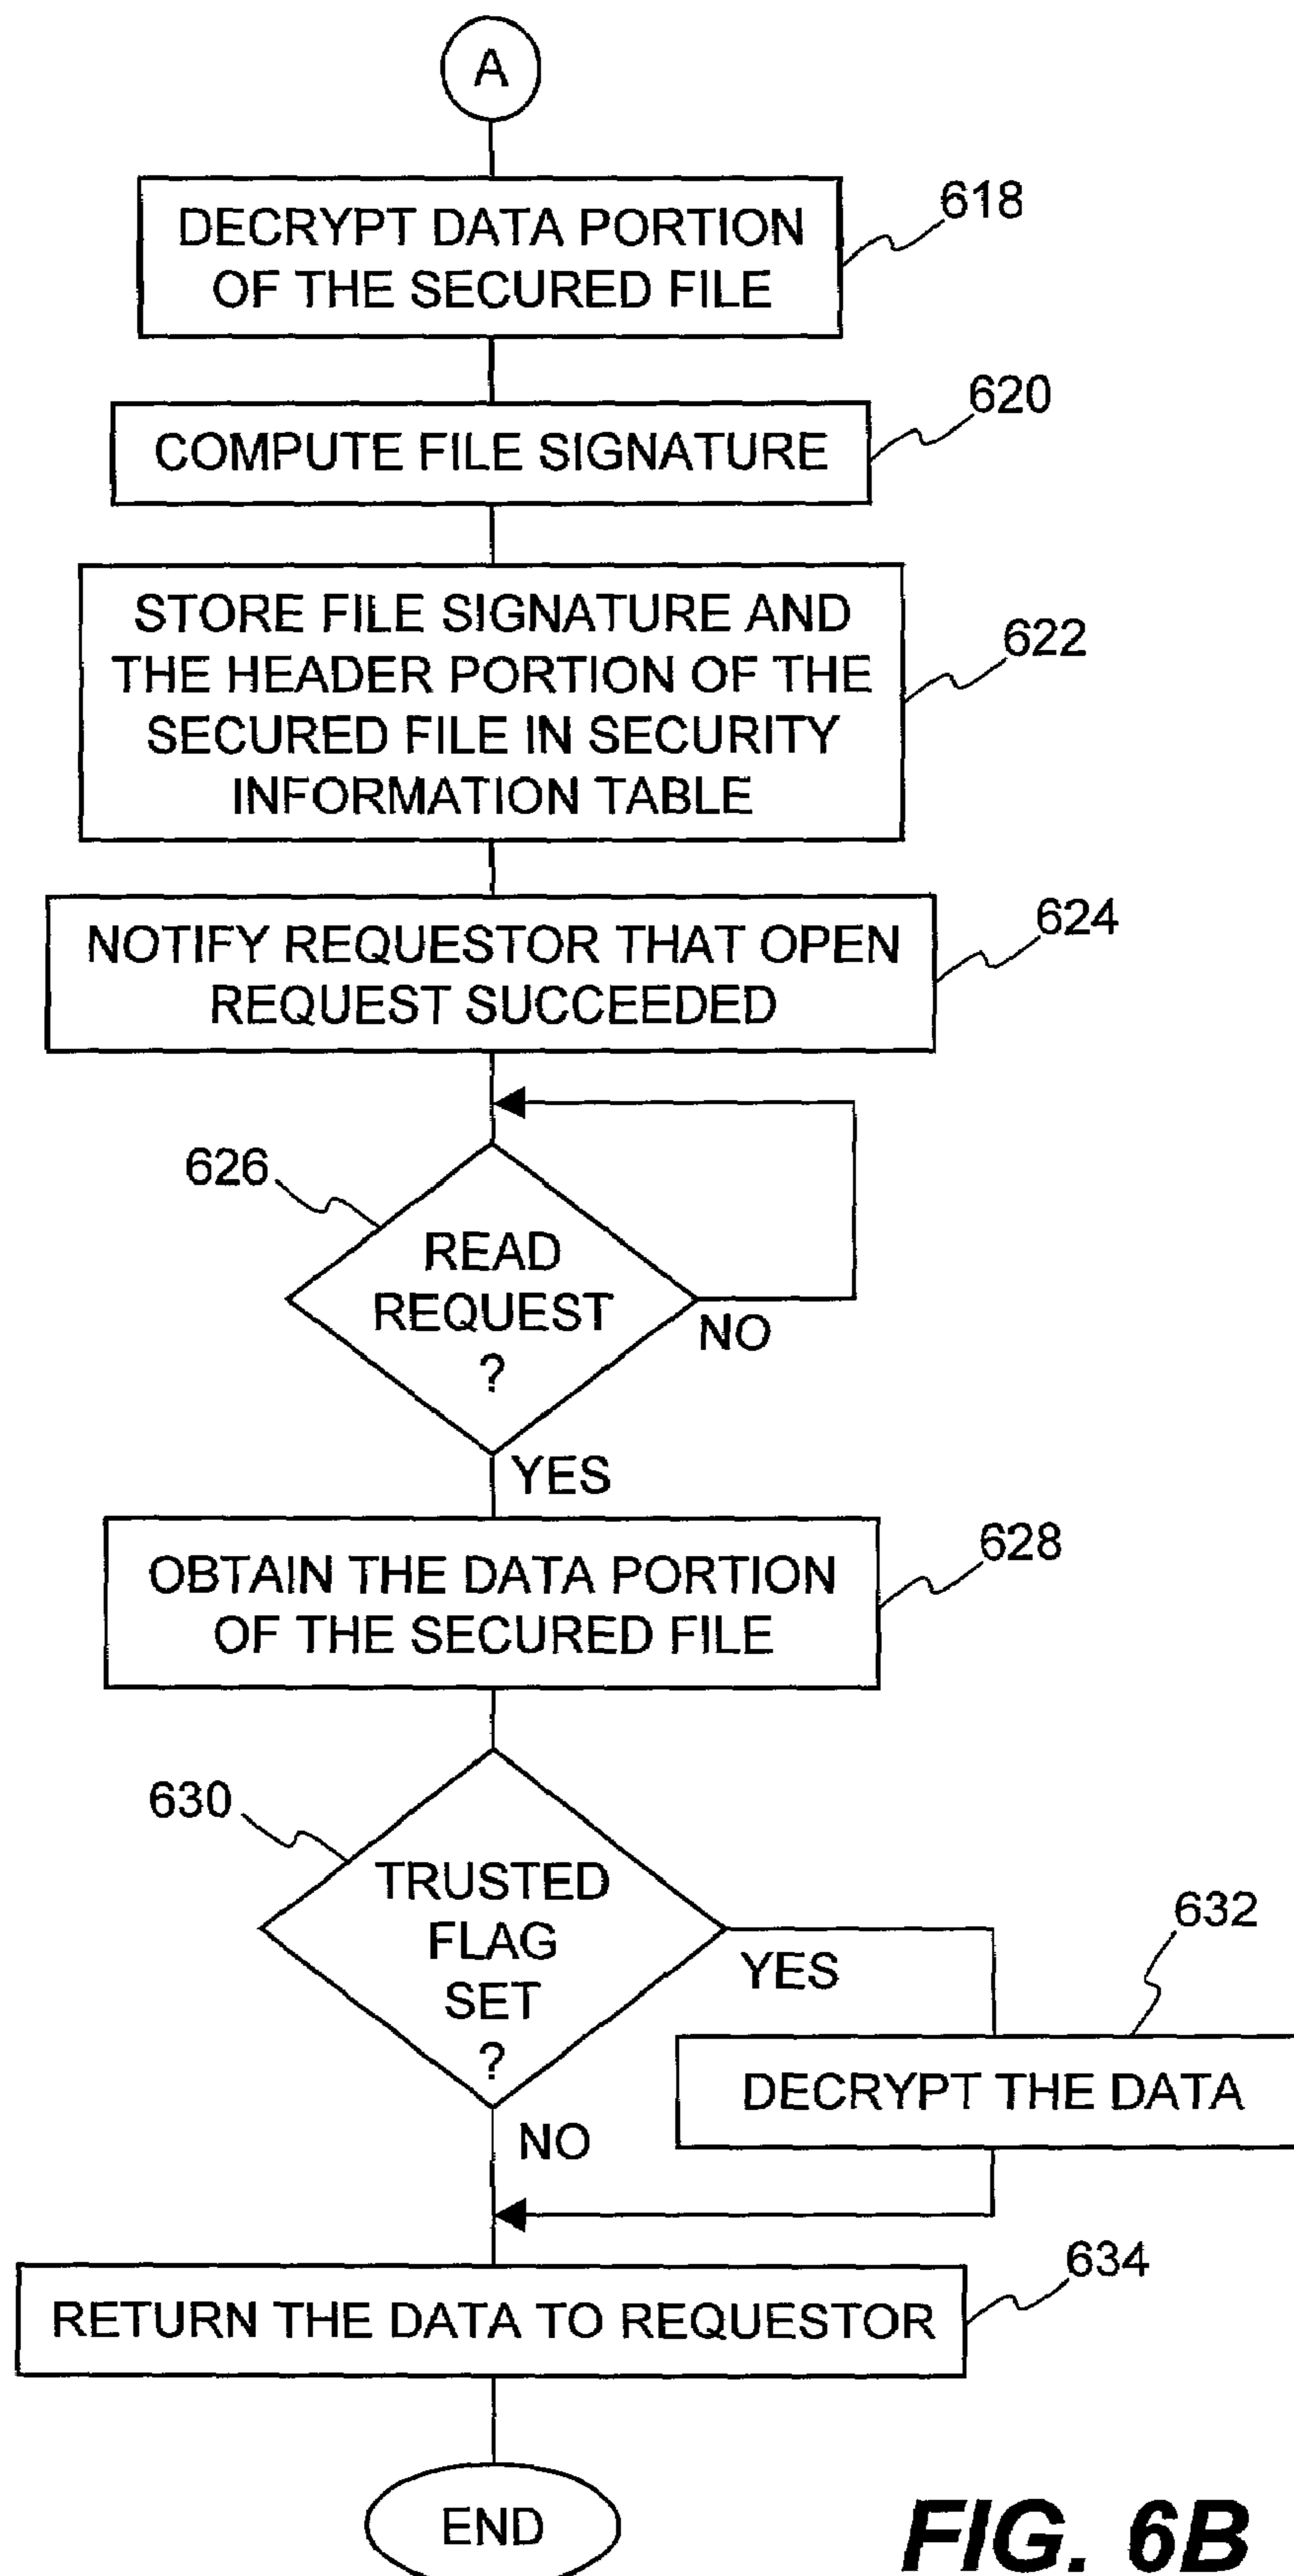 A
DECRYPT DATA PORTION
OF THE SECURED FILE
618
COMPUTE FILE SIGNATURE
620
STORE FILE SIGNATURE AND
THE HEADER PORTION OF THE
SECURED FILE IN SECURITY
INFORMATION TABLE
622
NOTIFY REQUESTOR THAT OPEN
REQUEST SUCCEEDED
624
626
READ
REQUEST
?
NO
YES
OBTAIN THE DATA PORTION
OF THE SECURED FILE
628
630
TRUSTED
FLAG
SET
?
YES
NO
632
DECRYPT THE DATA
634
RETURN THE DATA TO REQUESTOR
END
FIG. 6B